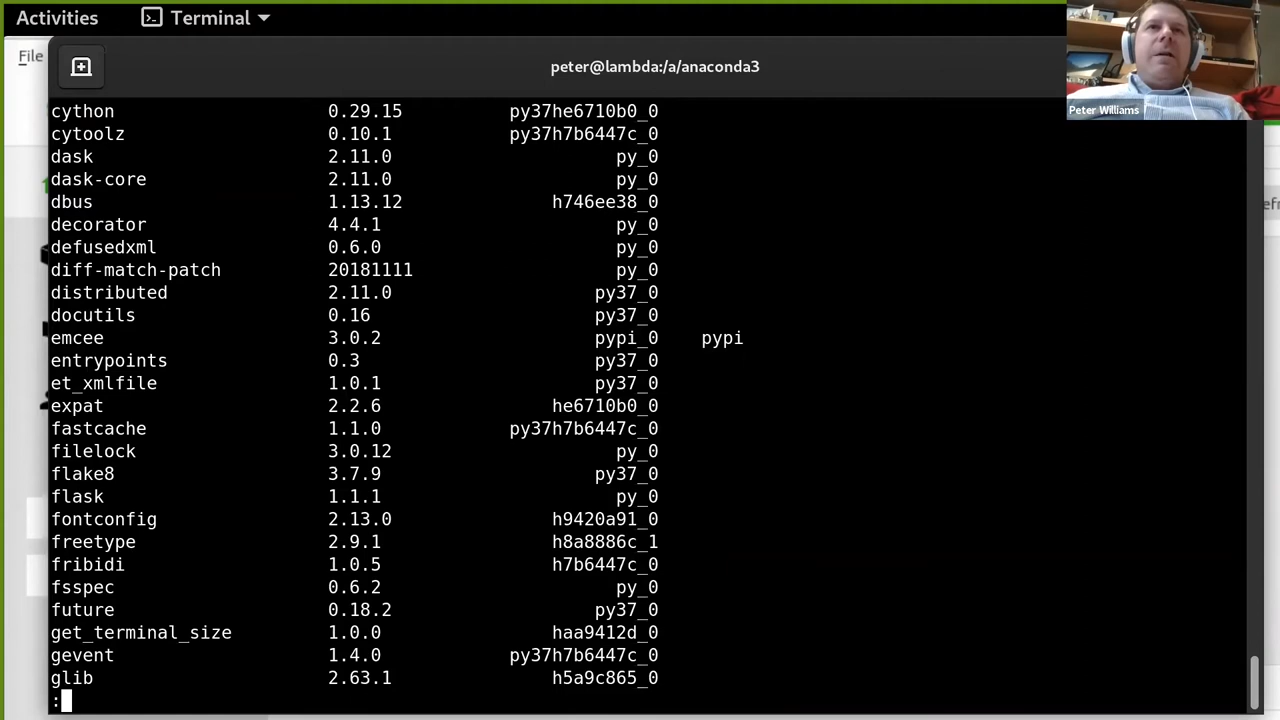 Activities Terminal
File
peter@lambda:/a/anaconda3
Peter Williams
cython 0.29.15 py37he6710b0_0
cytoolz 0.10.1 py37h7b6447c_0
dask 2.11.0 py_0
dask-core 2.11.0 py_0
dbus 1.13.12 h746ee38_0
decorator 4.4.1 py_0
defusedxml 0.6.0 py_0
diff-match-patch 20181111 py_0
distributed 2.11.0 py37_0
docutils 0.16 py37_0
emcee 3.0.2 pypi_0 pypi
entrypoints 0.3 py37_0
et_xmlfile 1.0.1 py37_0
expat 2.2.6 he6710b0_0
fastcache 1.1.0 py37h7b6447c_0
filelock 3.0.12 py_0
flake8 3.7.9 py37_0
flask 1.1.1 py_0
fontconfig 2.13.0 h9420a91_0
freetype 2.9.1 h8a8886c_1
fribidi 1.0.5 h7b6447c_0
fsspec 0.6.2 py_0
future 0.18.2 py37_0
get_terminal_size 1.0.0 haa9412d_0
gevent 1.4.0 py37h7b6447c_0
glib 2.63.1 h5a9c865_0
: